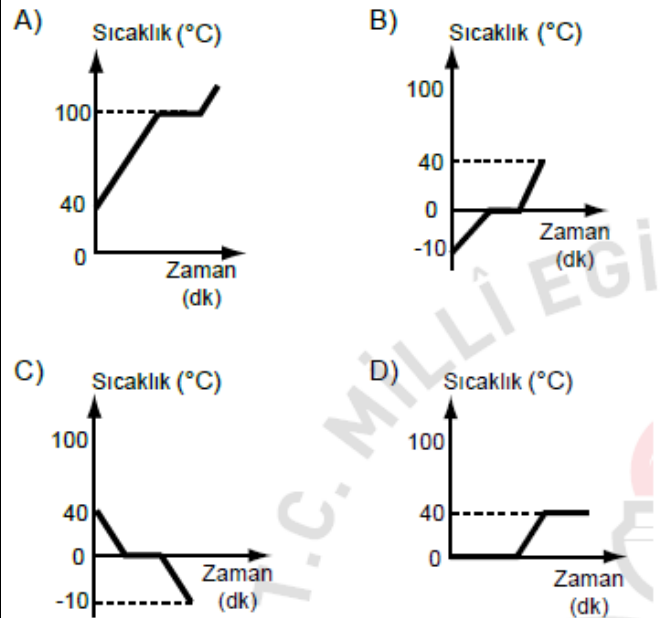 A)
Sıcaklık (°C)
100
40
0
Zaman
(dk)
B)
Sıcaklık (°C)
100
40
0
-10
Zaman
(dk)
C)
Sıcaklık (°C)
100
40
0
-10
Zaman
(dk)
D)
Sıcaklık (°C)
100
40
0
Zaman
(dk)
T.C. MİLLÎ EĞİ